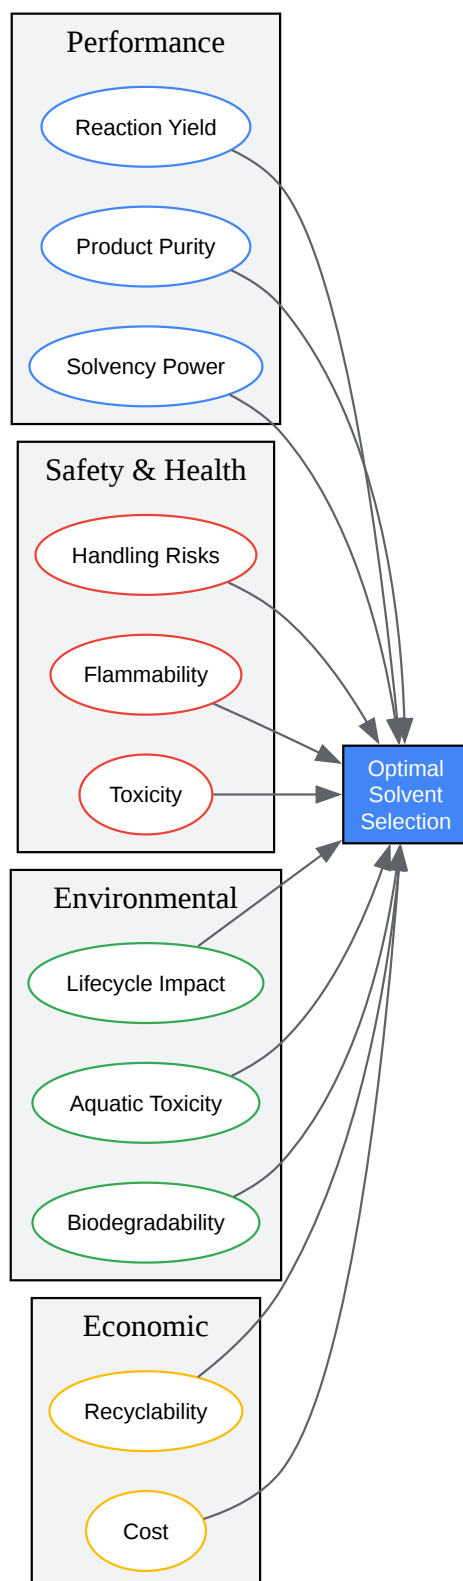 Performance
Reaction Yield
Product Purity
Solvency Power
Safety & Health
Handling Risks
Flammability
Toxicity
Optimal
Solvent
Selection
Environmental
Lifecycle Impact
Aquatic Toxicity
Biodegradability
Economic
Recyclability
Cost